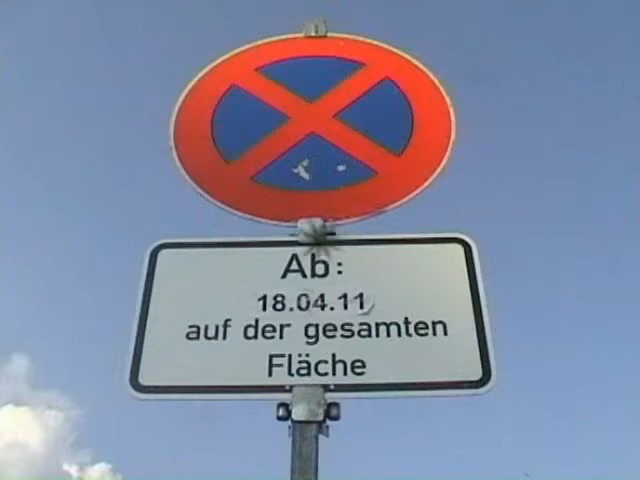 Ab:
18.04.11
auf der gesamten
Fläche